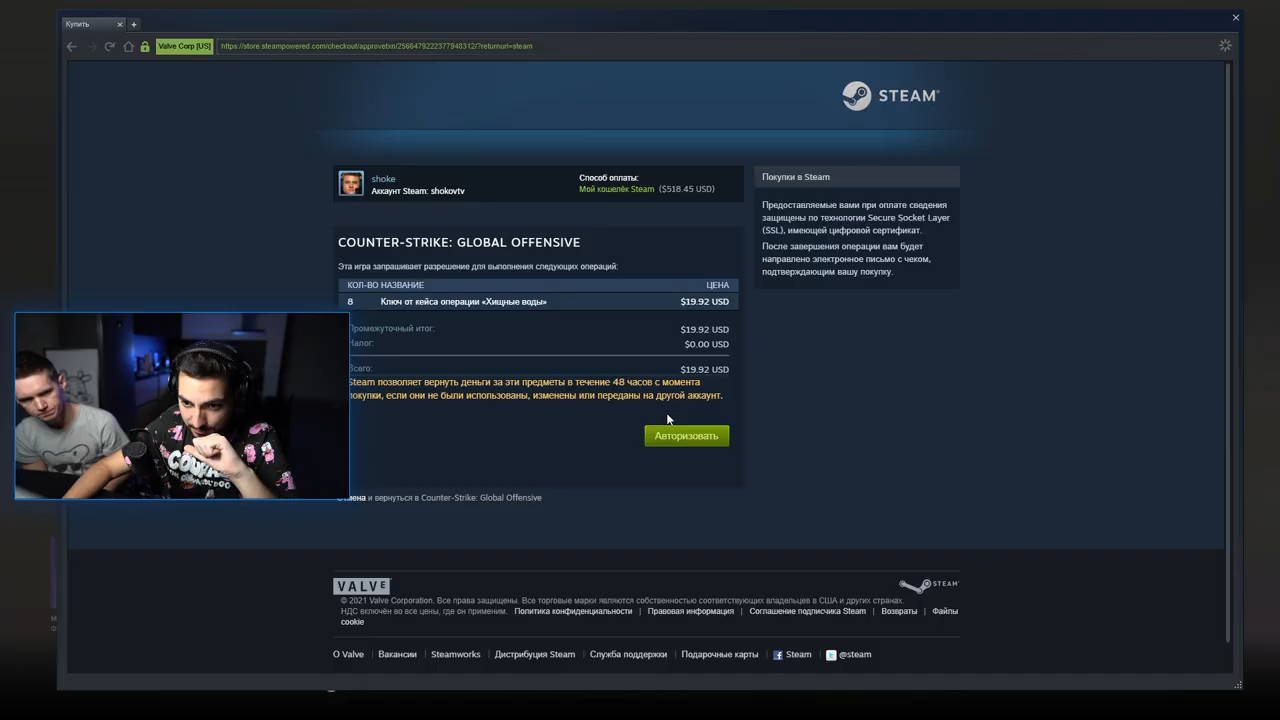 Купить
Valve Corp [US]
https://store.steampowered.com/checkout/approvetxn/2566479222377948312/?returnurl=steam
STEAM
shoke
Аккаунт Steam: shokovtv
Способ оплаты:
Мой кошелёк Steam ($518.45 USD)
COUNTER-STRIKE: GLOBAL OFFENSIVE
Эта игра запрашивает разрешение для выполнения следующих операций:
КОЛ-ВО НАЗВАНИЕ ЦЕНА
8 Ключ от кейса операции «Хищные воды» $19.92 USD
Промежуточный итог: $19.92 USD
Налог: $0.00 USD
Всего: $19.92 USD
Steam позволяет вернуть деньги за эти предметы в течение 48 часов с момента
покупки, если они не были использованы, изменены или переданы на другой аккаунт.
Авторизовать
и вернуться в Counter-Strike: Global Offensive
Покупки в Steam
Предоставляемые вами при оплате сведения
защищены по технологии Secure Socket Layer
(SSL), имеющей цифровой сертификат.
После завершения операции вам будет
направлено электронное письмо с чеком,
подтверждающим вашу покупку.
VALVE
STEAM
© 2021 Valve Corporation. Все права защищены. Все торговые марки являются собственностью соответствующих владельцев в США и других странах.
НДС включён во все цены, где он применим. Политика конфиденциальности | Правовая информация | Соглашение подписчика Steam | Возвраты | Файлы
cookie
О Valve | Вакансии | Steamworks | Дистрибуция Steam | Служба поддержки | Подарочные карты | Steam | @steam